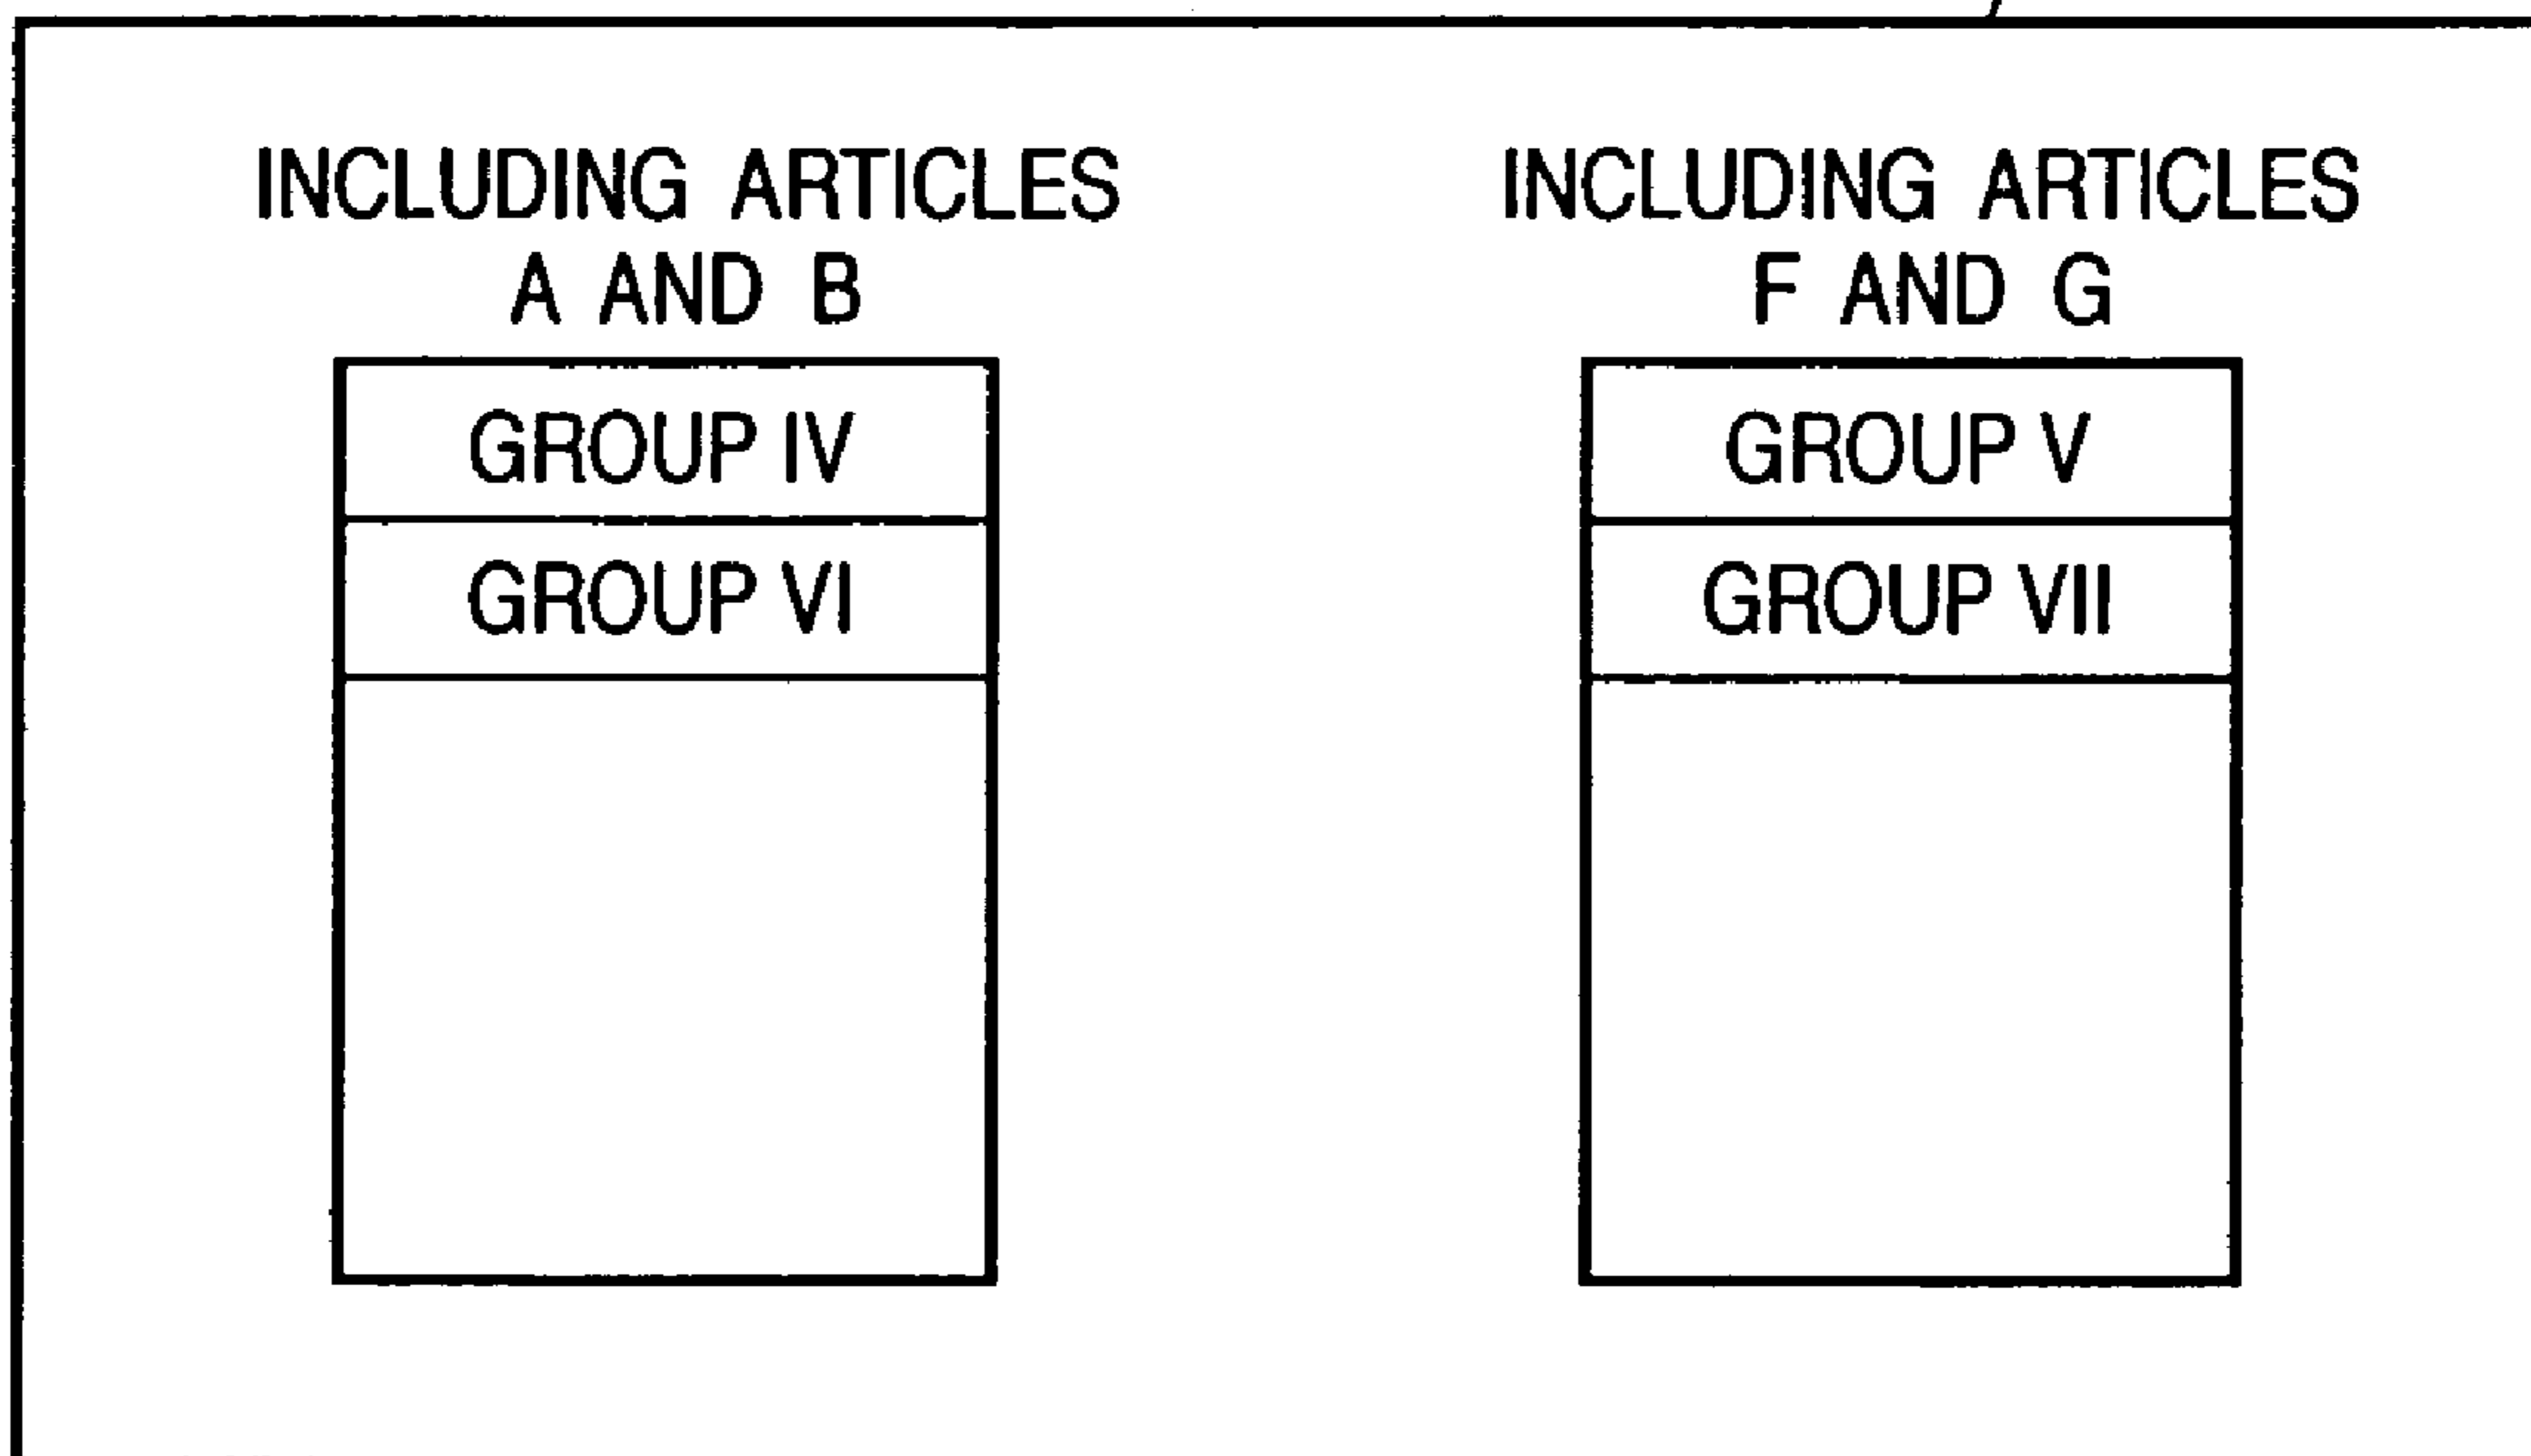 INCLUDING ARTICLES
A AND B
GROUP IV
GROUP VI
INCLUDING ARTICLES
F AND G
GROUP V
GROUP VII